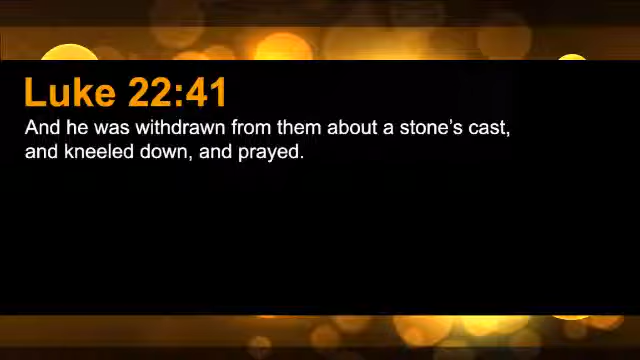 Luke 22:41
And he was withdrawn from them about a stone’s cast,
and kneeled down, and prayed.